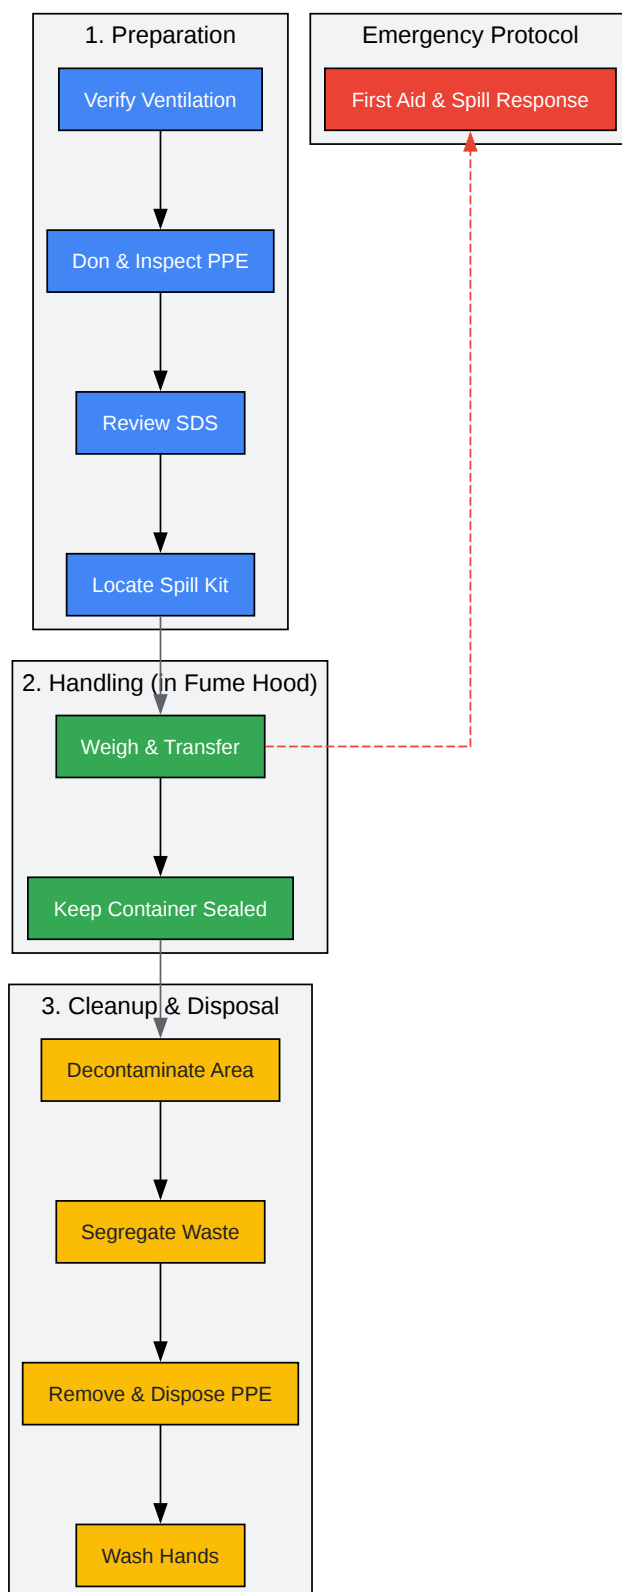 1. Preparation
Verify Ventilation
Don & Inspect PPE
Review SDS
Locate Spill Kit
Emergency Protocol
First Aid & Spill Response
2. Handling (in Fume Hood)
Weigh & Transfer
Keep Container Sealed
3. Cleanup & Disposal
Decontaminate Area
Segregate Waste
Remove & Dispose PPE
Wash Hands